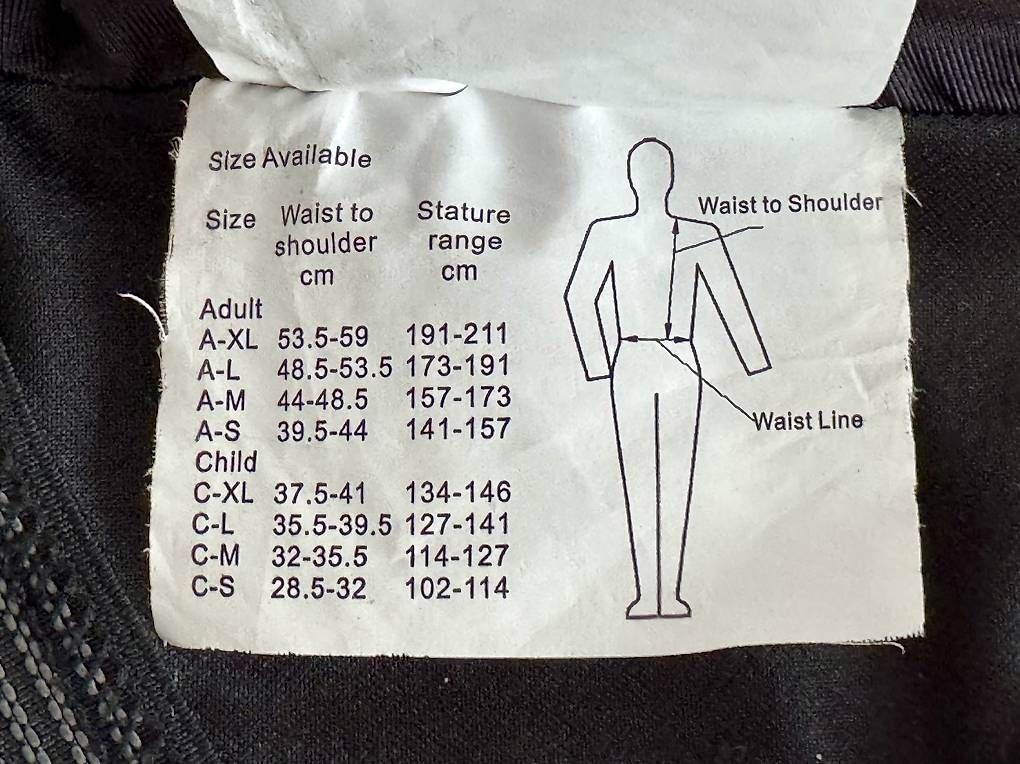 Size Available
Size Waist to shoulder cm Stature range cm
Adult
A-XL 53.5-59 191-211
A-L 48.5-53.5 173-191
A-M 44-48.5 157-173
A-S 39.5-44 141-157
Child
C-XL 37.5-41 134-146
C-L 35.5-39.5 127-141
C-M 32-35.5 114-127
C-S 28.5-32 102-114
Waist to Shoulder
Waist Line